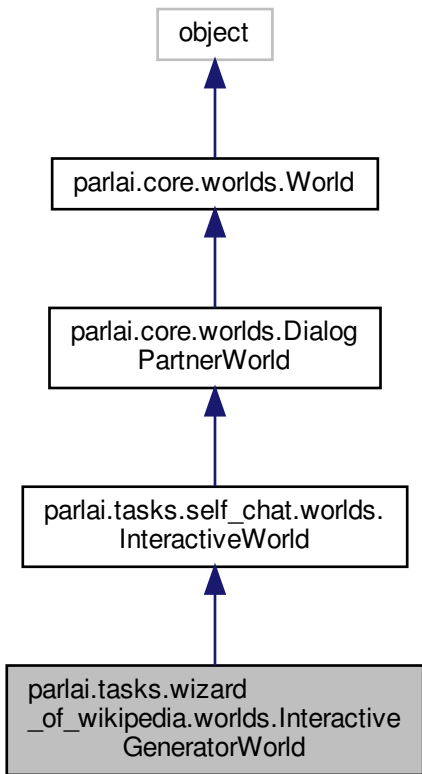 object
parlai.core.worlds.World
parlai.core.worlds.Dialog
PartnerWorld
parlai.tasks.self_chat.worlds.
InteractiveWorld
parlai.tasks.wizard
_of_wikipedia.worlds.Interactive
GeneratorWorld